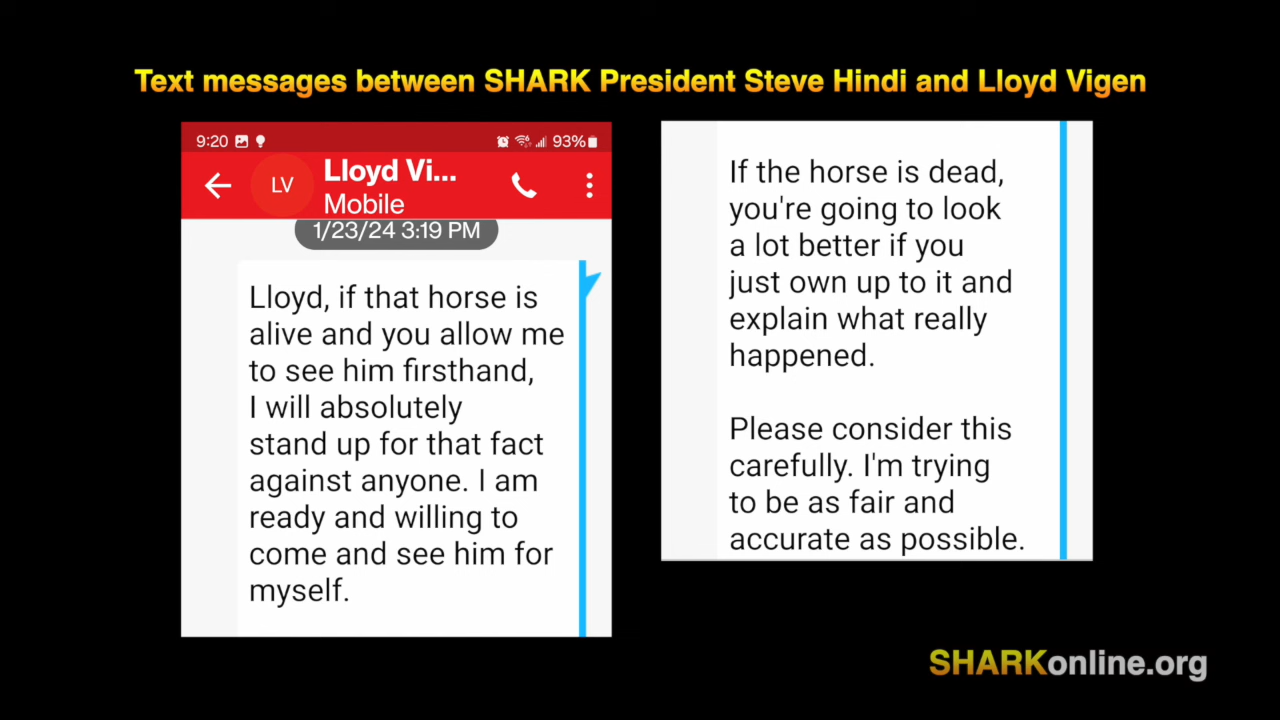 Text messages between SHARK President Steve Hindi and Lloyd Vigen
9:20 93%
LV
Lloyd Vi...
Mobile
1/23/24 3:19 PM
Lloyd, if that horse is
alive and you allow me
to see him firsthand,
I will absolutely
stand up for that fact
against anyone. I am
ready and willing to
come and see him for
myself.
If the horse is dead,
you're going to look
a lot better if you
just own up to it and
explain what really
happened.
Please consider this
carefully. I'm trying
to be as fair and
accurate as possible.
SHARKonline.org